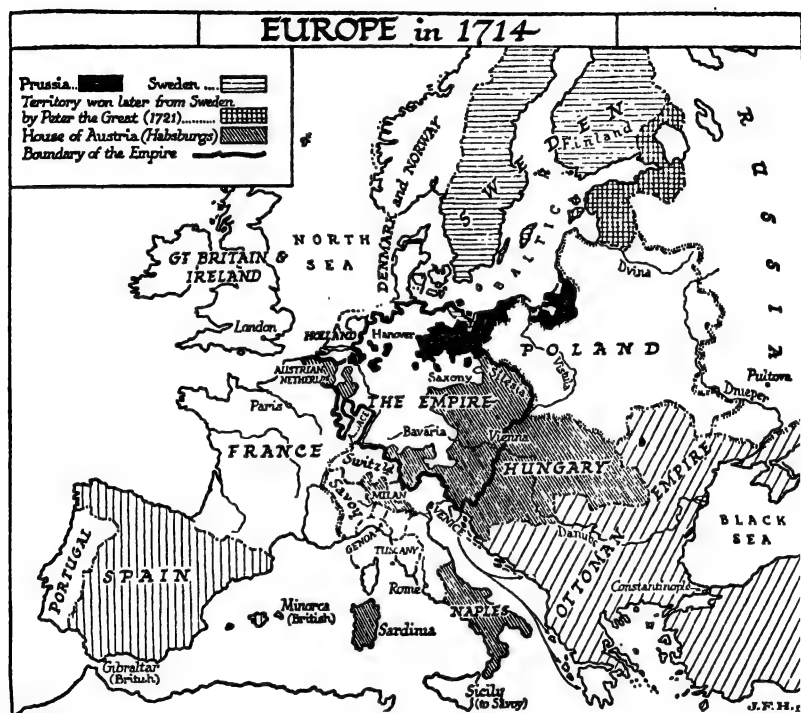 EUROPE in 1714
Prussia.. Sweden ....
Territory won later from Sweden
by Peter the Great (1721).........
House of Austria (Habsburgs)
Boundary of the Empire
SWEDEN
Finland
RUSSIA
DENMARK and NORWAY
NORTH
SEA
BALTIC
GT BRITAIN &
IRELAND
London
HOLLAND
Hanover
Dvina
POLAND
Vistula
Pultova
Dnieper
AUSTRIAN
NETHERLDS
Saxony
Silesia
THE EMPIRE
Paris
Bavaria
Vienna
FRANCE
Switzld
HUNGARY
Savoy
MILAN
VENICE
GENOA
TUSCANY
Danube
BLACK
SEA
OTTOMAN EMPIRE
Constantinople
PORTUGAL
SPAIN
Rome
NAPLES
Minorca
(British)
Sardinia
Gibraltar
(British)
Sicily
(to Savoy)
J.F.H.